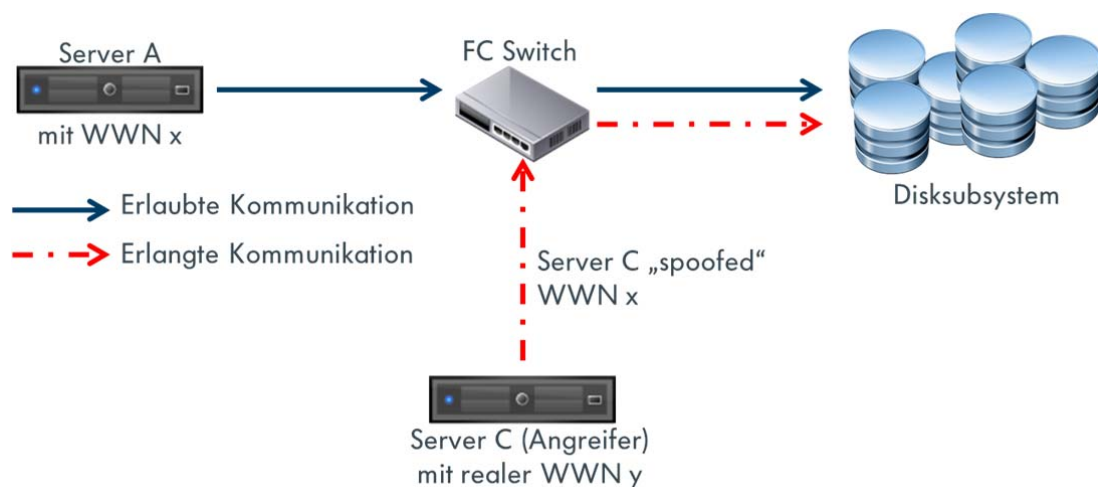 Server A
mit WWN x
FC Switch
Disksubsystem
Erlaubte Kommunikation
Erlangte Kommunikation
Server C „spoofed“
WWN x
Server C (Angreifer)
mit realer WWN y